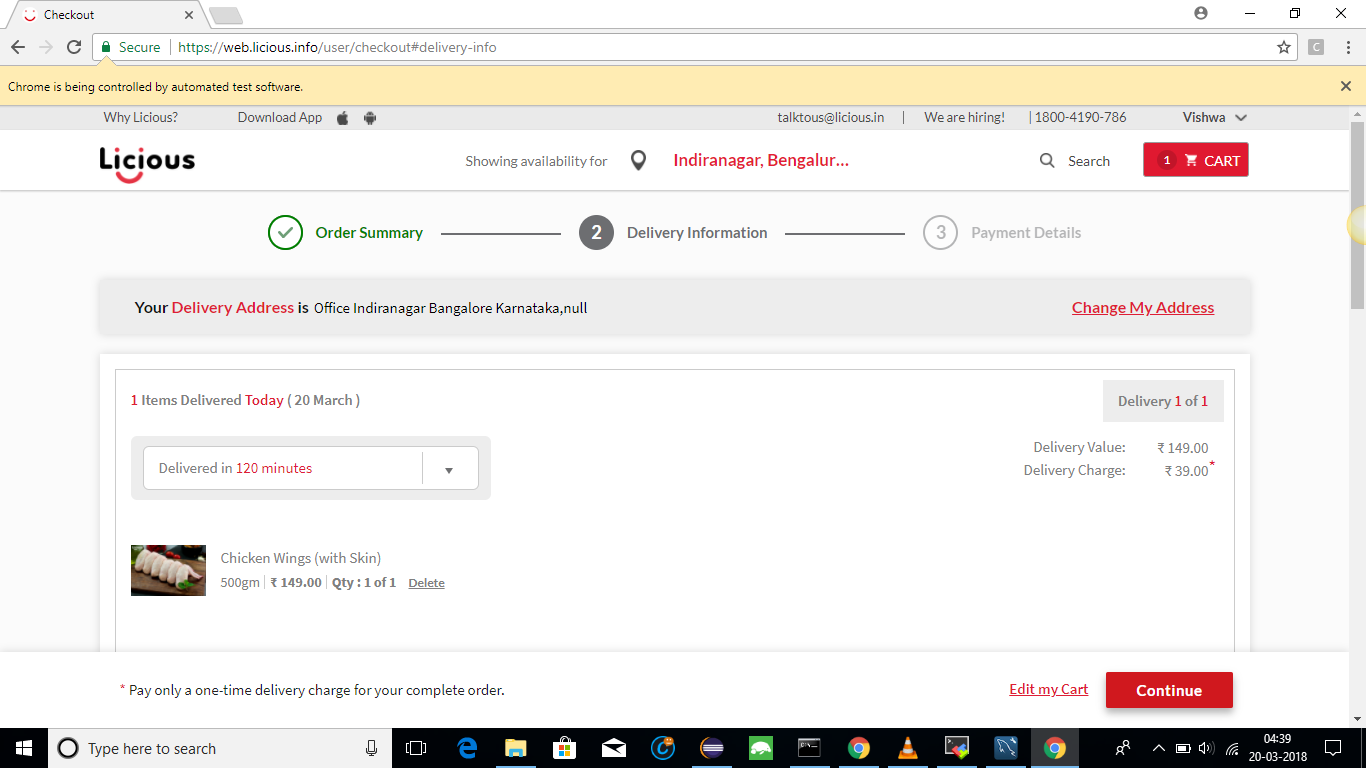 Checkout
Secure https://web.licious.info/user/checkout#delivery-info
C
Chrome is being controlled by automated test software.
Why Licious? Download App talktous@licious.in | We are hiring! | 1800-4190-786 Vishwa
Licious Showing availability for Indiranagar, Bengalur... Search 1 CART
Order Summary 2 Delivery Information 3 Payment Details
Your Delivery Address is Office Indiranagar Bangalore Karnataka,null Change My Address
1 Items Delivered Today ( 20 March ) Delivery 1 of 1
Delivery Value: ₹ 149.00
Delivered in 120 minutes
Delivery Charge: ₹ 39.00*
Chicken Wings (with Skin)
500gm | ₹ 149.00 | Qty : 1 of 1 Delete
* Pay only a one-time delivery charge for your complete order. Edit my Cart Continue
Type here to search
04:39
20-03-2018